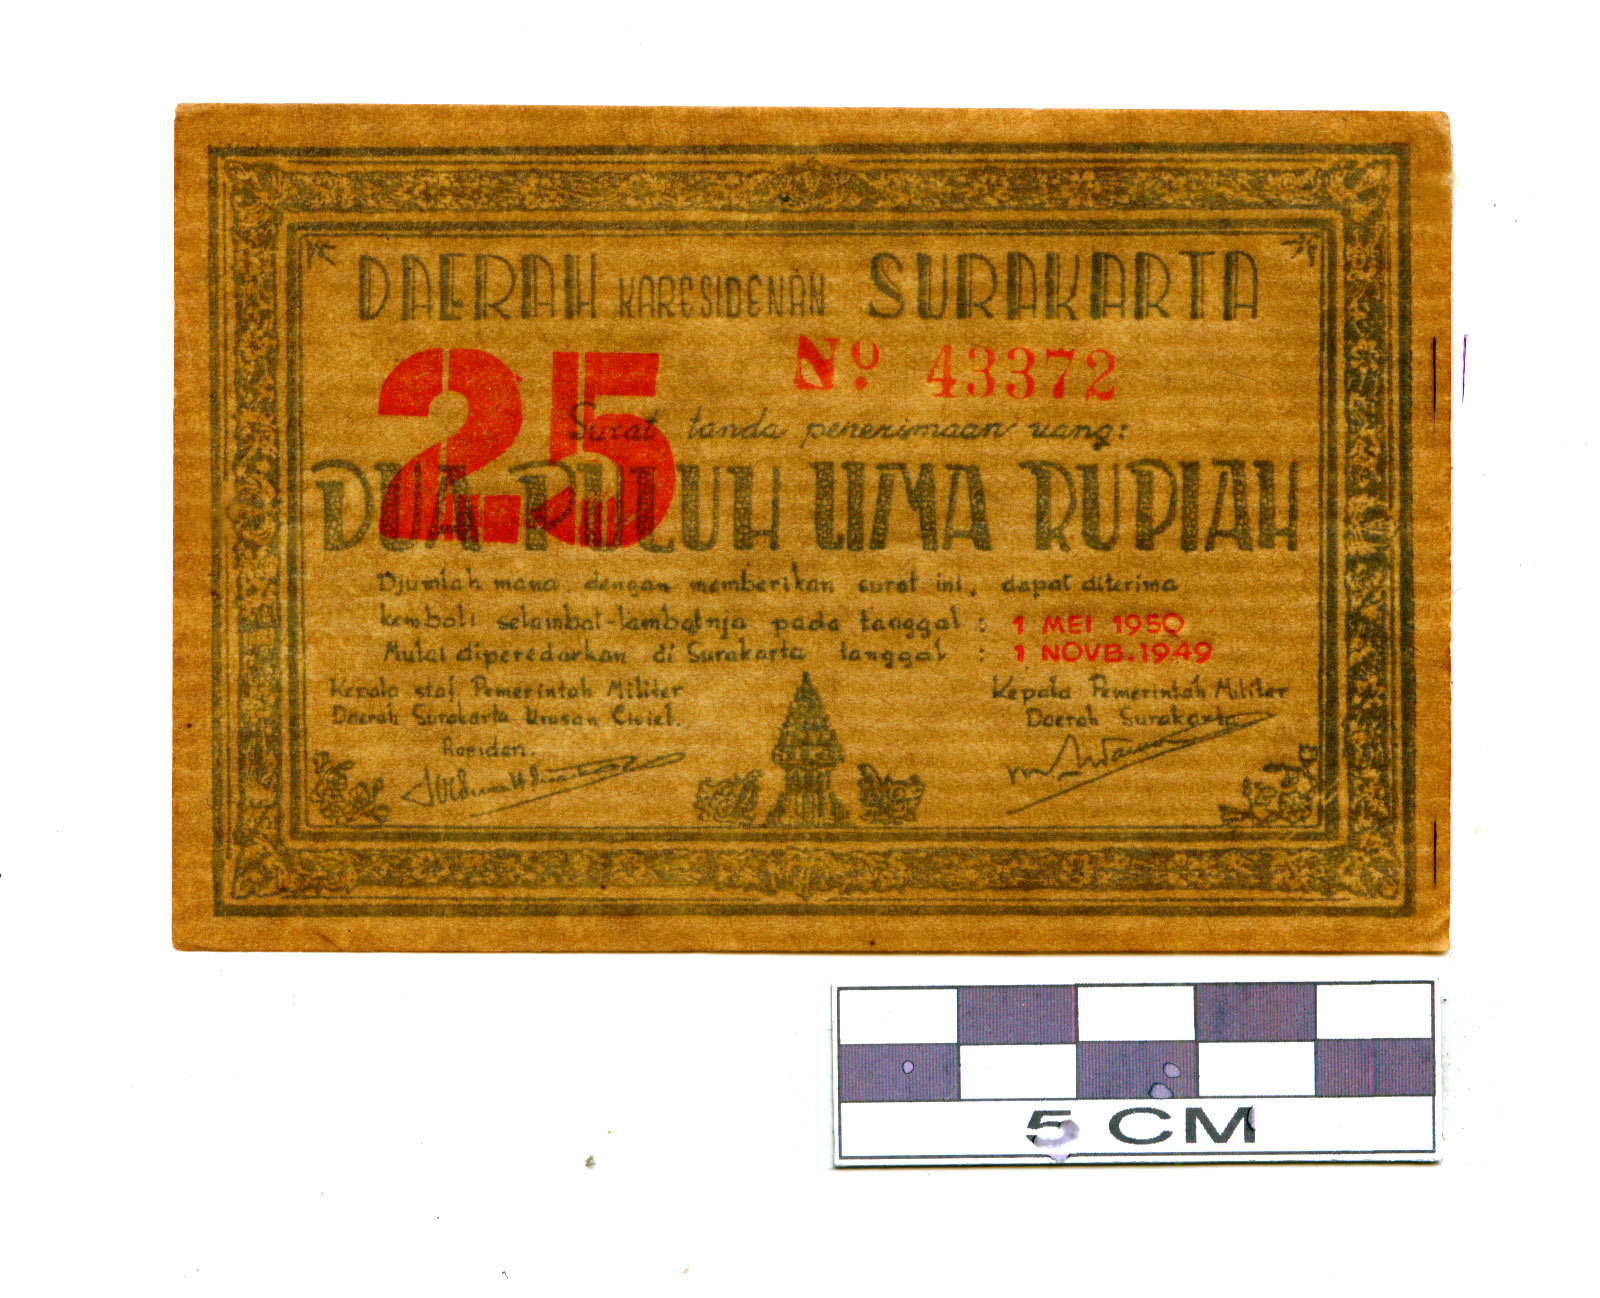 DAERAH KARESIDENAN SURAKARTA
25
No. 43372
Surat tanda penerimaan uang:
DUA PULUH LIMA RUPIAH
Djumlah mana, dengan memberikan surat ini, dapat diterima
kembali selambat-lambatnja pada tanggal : 1 MEI 1950
Mulai diperedarkan di Surakarta tanggal : 1 NOVB. 1949
Kepala staf Pemerintah Militer
Daerah Surakarta Urusan Civiel.
Residen.
Kepala Pemerintah Militer
Daerah Surakarta
5 CM